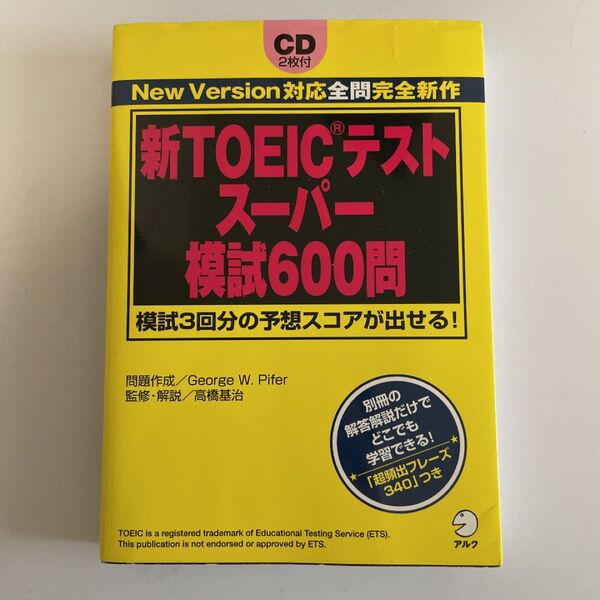 CD
2枚付
New Version対応全問完全新作
新TOEIC®テスト
スーパー
模試600問
模試3回分の予想スコアが出せる!
問題作成/George W. Pifer
監修・解説/高橋基治
別冊の
解答解説だけで
どこでも
学習できる!
「超頻出フレーズ
340」つき
TOEIC is a registered trademark of Educational Testing Service (ETS).
This publication is not endorsed or approved by ETS.
アルク